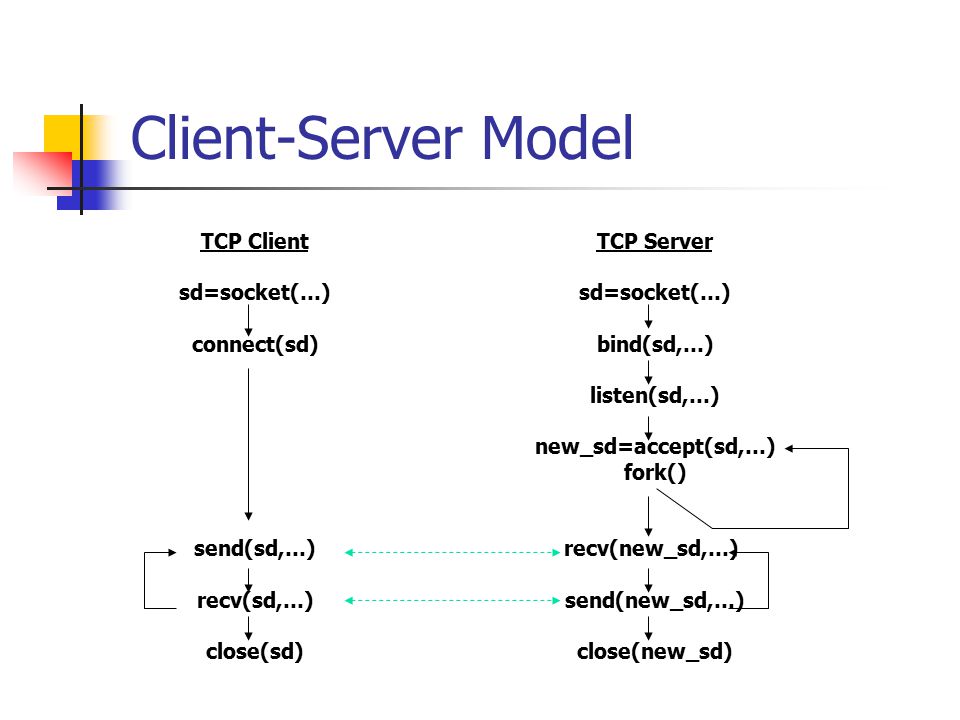 Client-Server Model
TCP Client
sd=socket(…)
connect(sd)
send(sd,…)
recv(sd,…)
close(sd)
TCP Server
sd=socket(…)
bind(sd,…)
listen(sd,…)
new_sd=accept(sd,…)
fork()
recv(new_sd,…)
send(new_sd,…)
close(new_sd)